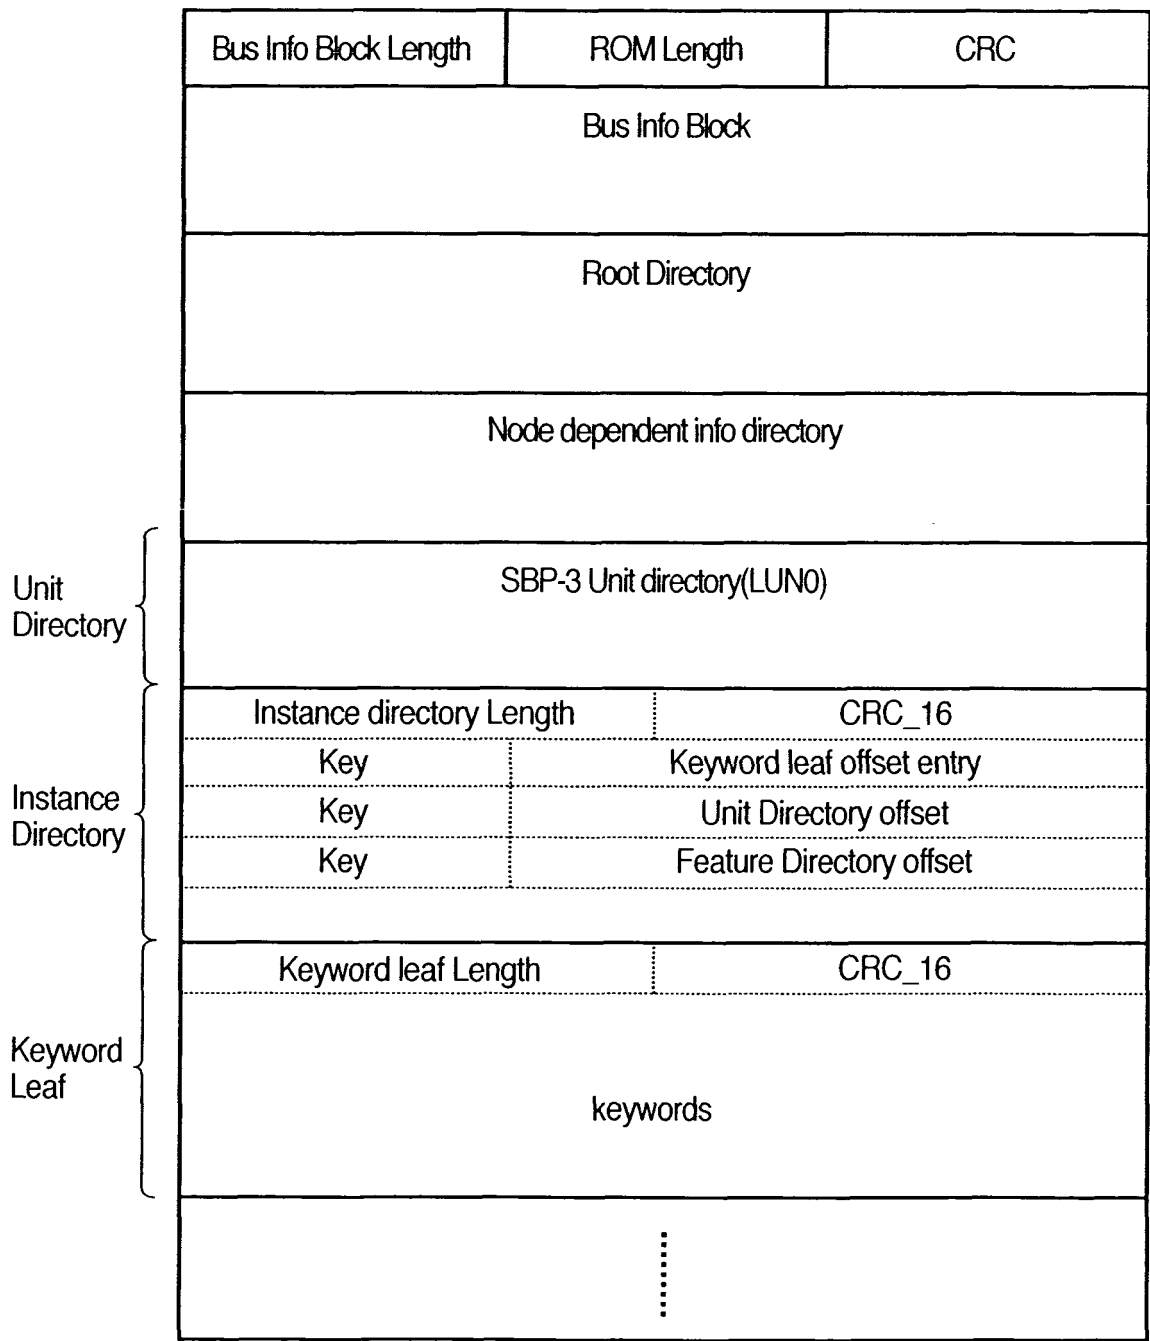 Bus Info Block Length ROM Length CRC
Bus Info Block
Root Directory
Node dependent info directory
Unit
Directory
SBP-3 Unit directory(LUN0)
Instance
Directory
Instance directory Length CRC_16
Key Keyword leaf offset entry
Key Unit Directory offset
Key Feature Directory offset
Keyword
Leaf
Keyword leaf Length CRC_16
keywords